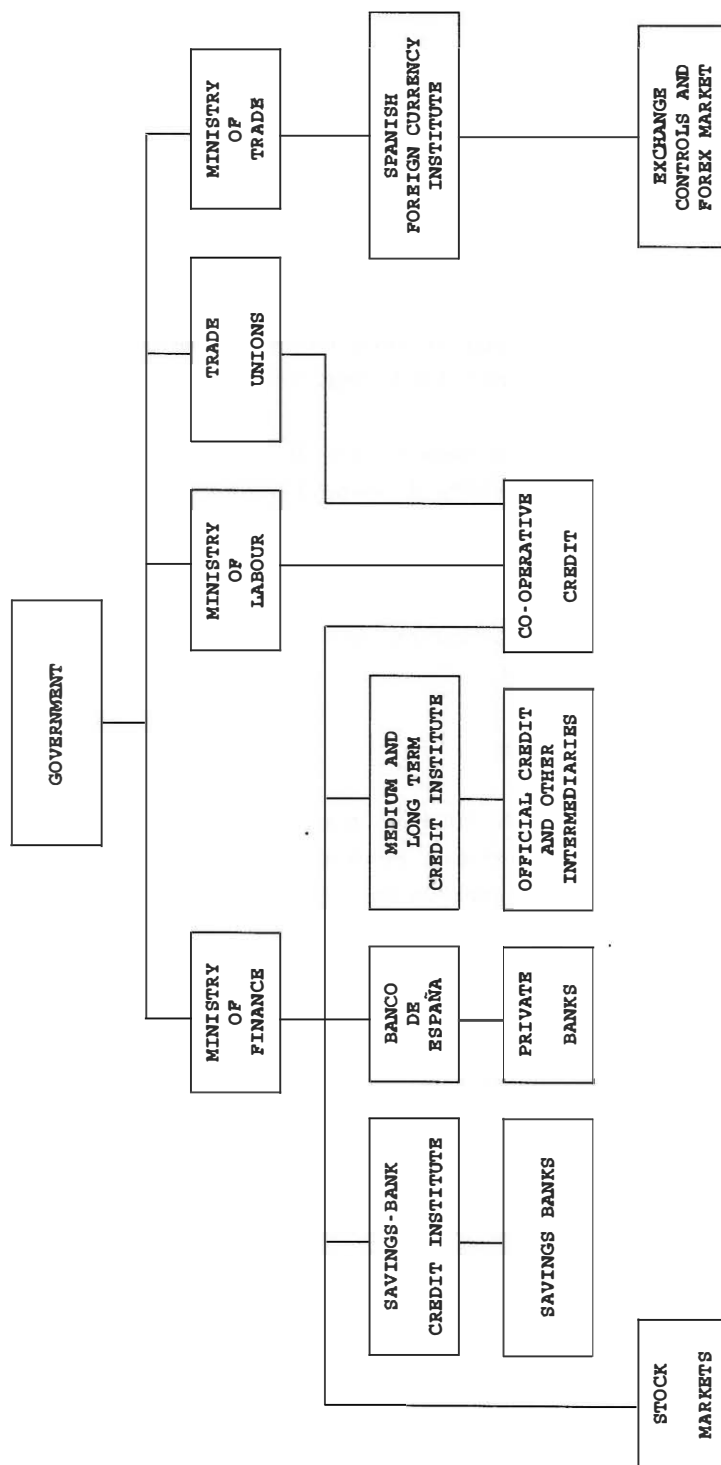 GOVERNMENT
MINISTRY
OF
FINANCE
MINISTRY
OF
LABOUR
TRADE
UNIONS
MINISTRY
OF
TRADE
SAVINGS-BANK
CREDIT INSTITUTE
BANCO
DE
ESPAÑA
MEDIUM AND
LONG TERM
CREDIT INSTITUTE
SPANISH
FOREIGN CURRENCY
INSTITUTE
SAVINGS BANKS
PRIVATE
BANKS
OFFICIAL CREDIT
AND OTHER
INTERMEDIARIES
CO-OPERATIVE
CREDIT
STOCK
MARKETS
EXCHANGE
CONTROLS AND
FOREX MARKET